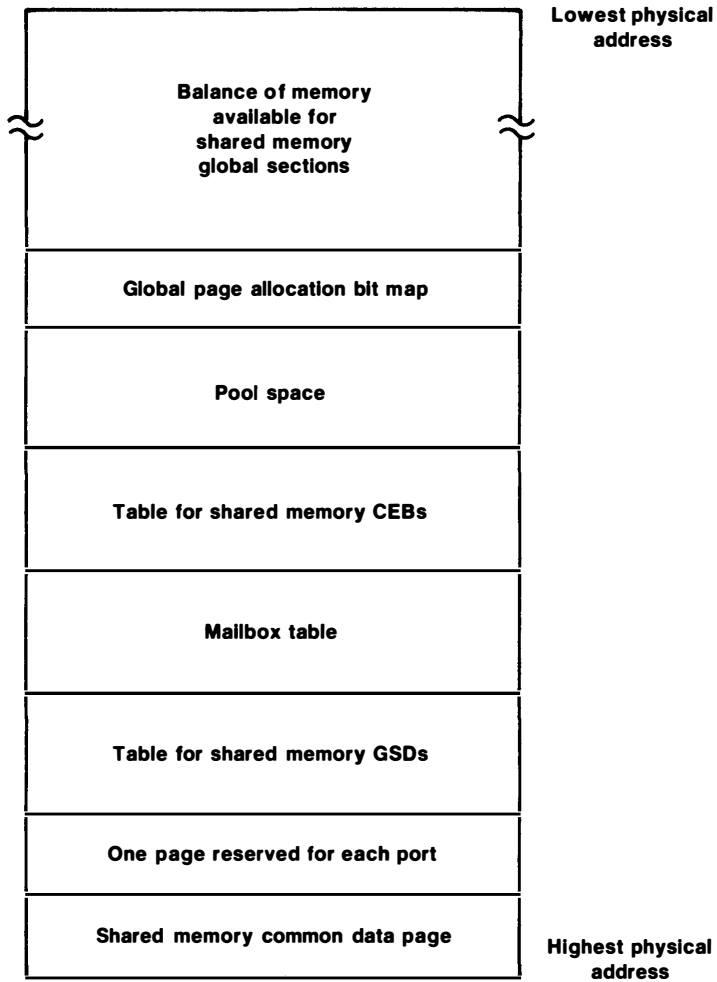 Lowest physical
address
Balance of memory
available for
shared memory
global sections
Global page allocation bit map
Pool space
Table for shared memory CEBs
Mailbox table
Table for shared memory GSDs
One page reserved for each port
Shared memory common data page
Highest physical
address